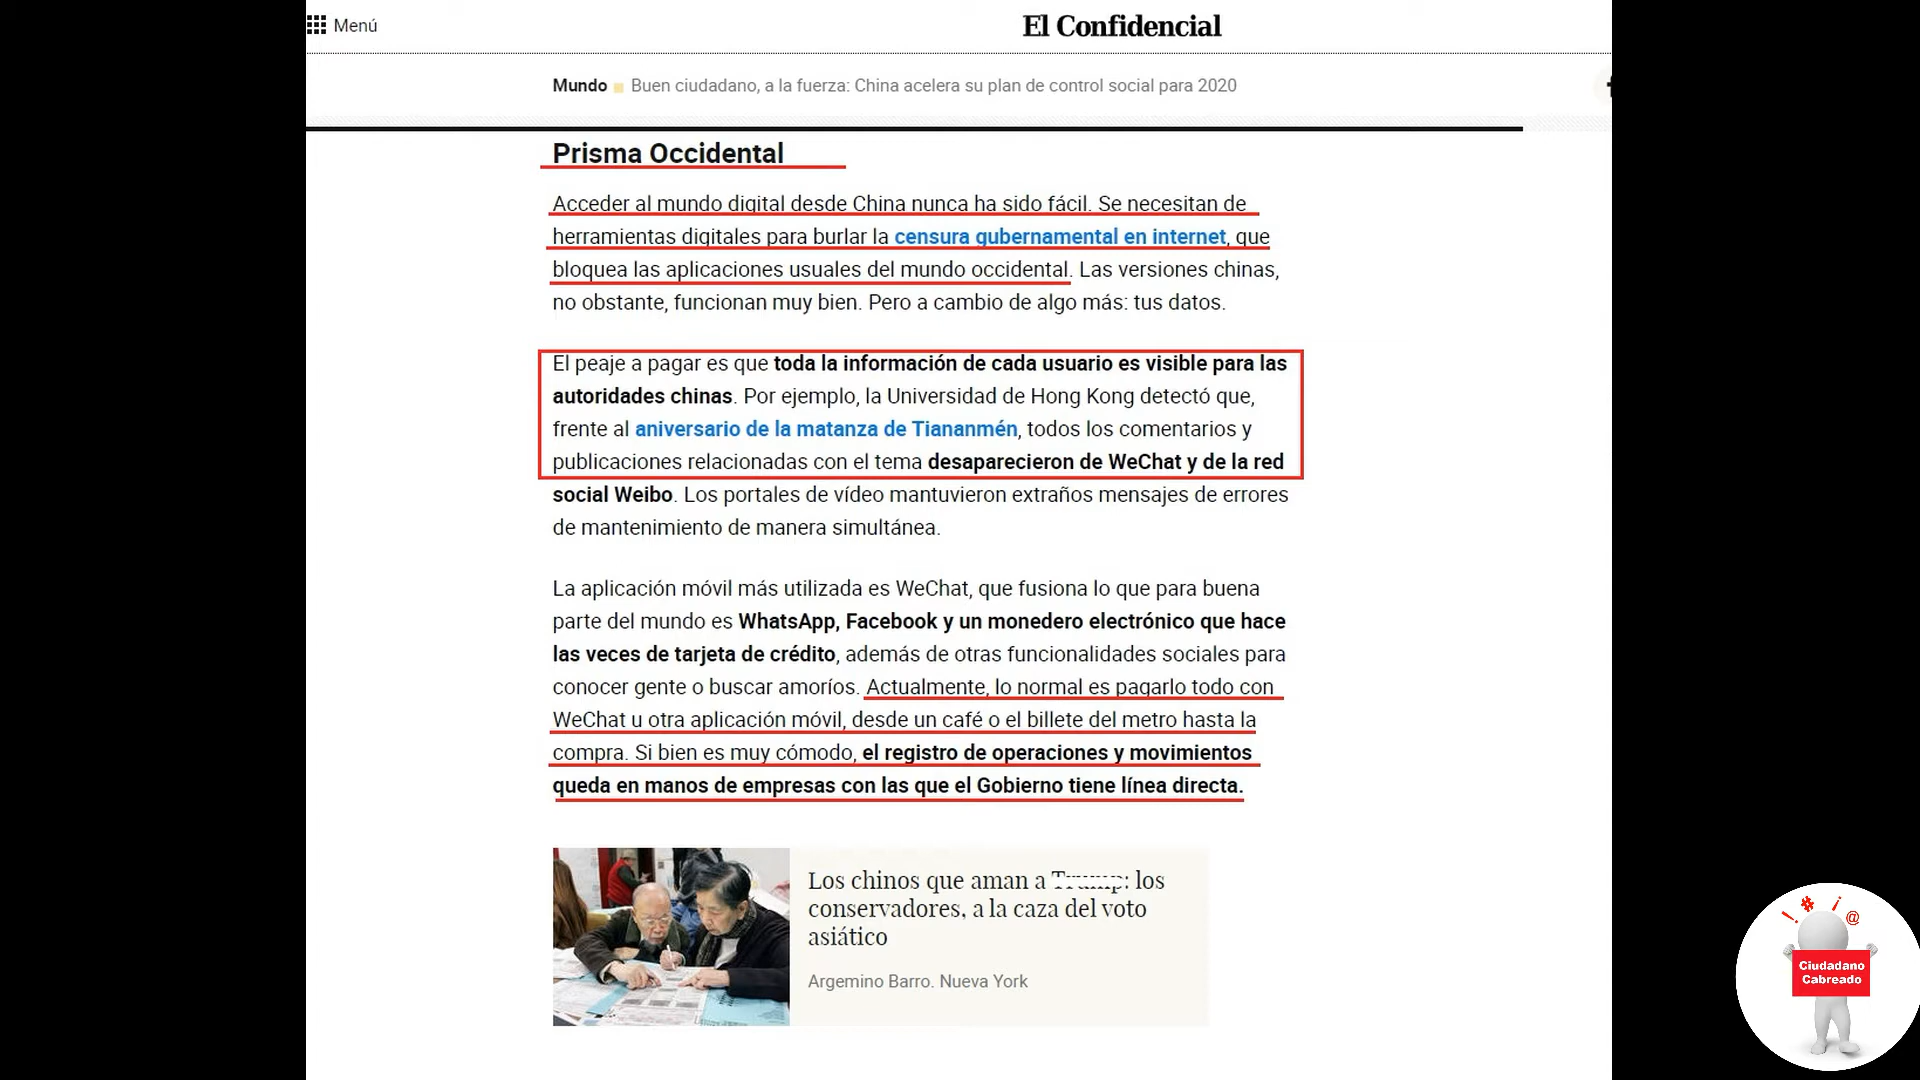 Menú
El Confidencial
Mundo Buen ciudadano, a la fuerza: China acelera su plan de control social para 2020
Prisma Occidental
Acceder al mundo digital desde China nunca ha sido fácil. Se necesitan de
herramientas digitales para burlar la censura gubernamental en internet, que
bloquea las aplicaciones usuales del mundo occidental. Las versiones chinas,
no obstante, funcionan muy bien. Pero a cambio de algo más: tus datos.
El peaje a pagar es que toda la información de cada usuario es visible para las
autoridades chinas. Por ejemplo, la Universidad de Hong Kong detectó que,
frente al aniversario de la matanza de Tiananmén, todos los comentarios y
publicaciones relacionadas con el tema desaparecieron de WeChat y de la red
social Weibo. Los portales de vídeo mantuvieron extraños mensajes de errores
de mantenimiento de manera simultánea.
La aplicación móvil más utilizada es WeChat, que fusiona lo que para buena
parte del mundo es WhatsApp, Facebook y un monedero electrónico que hace
las veces de tarjeta de crédito, además de otras funcionalidades sociales para
conocer gente o buscar amoríos. Actualmente, lo normal es pagarlo todo con
WeChat u otra aplicación móvil, desde un café o el billete del metro hasta la
compra. Si bien es muy cómodo, el registro de operaciones y movimientos
queda en manos de empresas con las que el Gobierno tiene línea directa.
Los chinos que aman a Trump: los
conservadores, a la caza del voto
asiático
Argemino Barro. Nueva York
! # ¡ @
Ciudadano
Cabreado